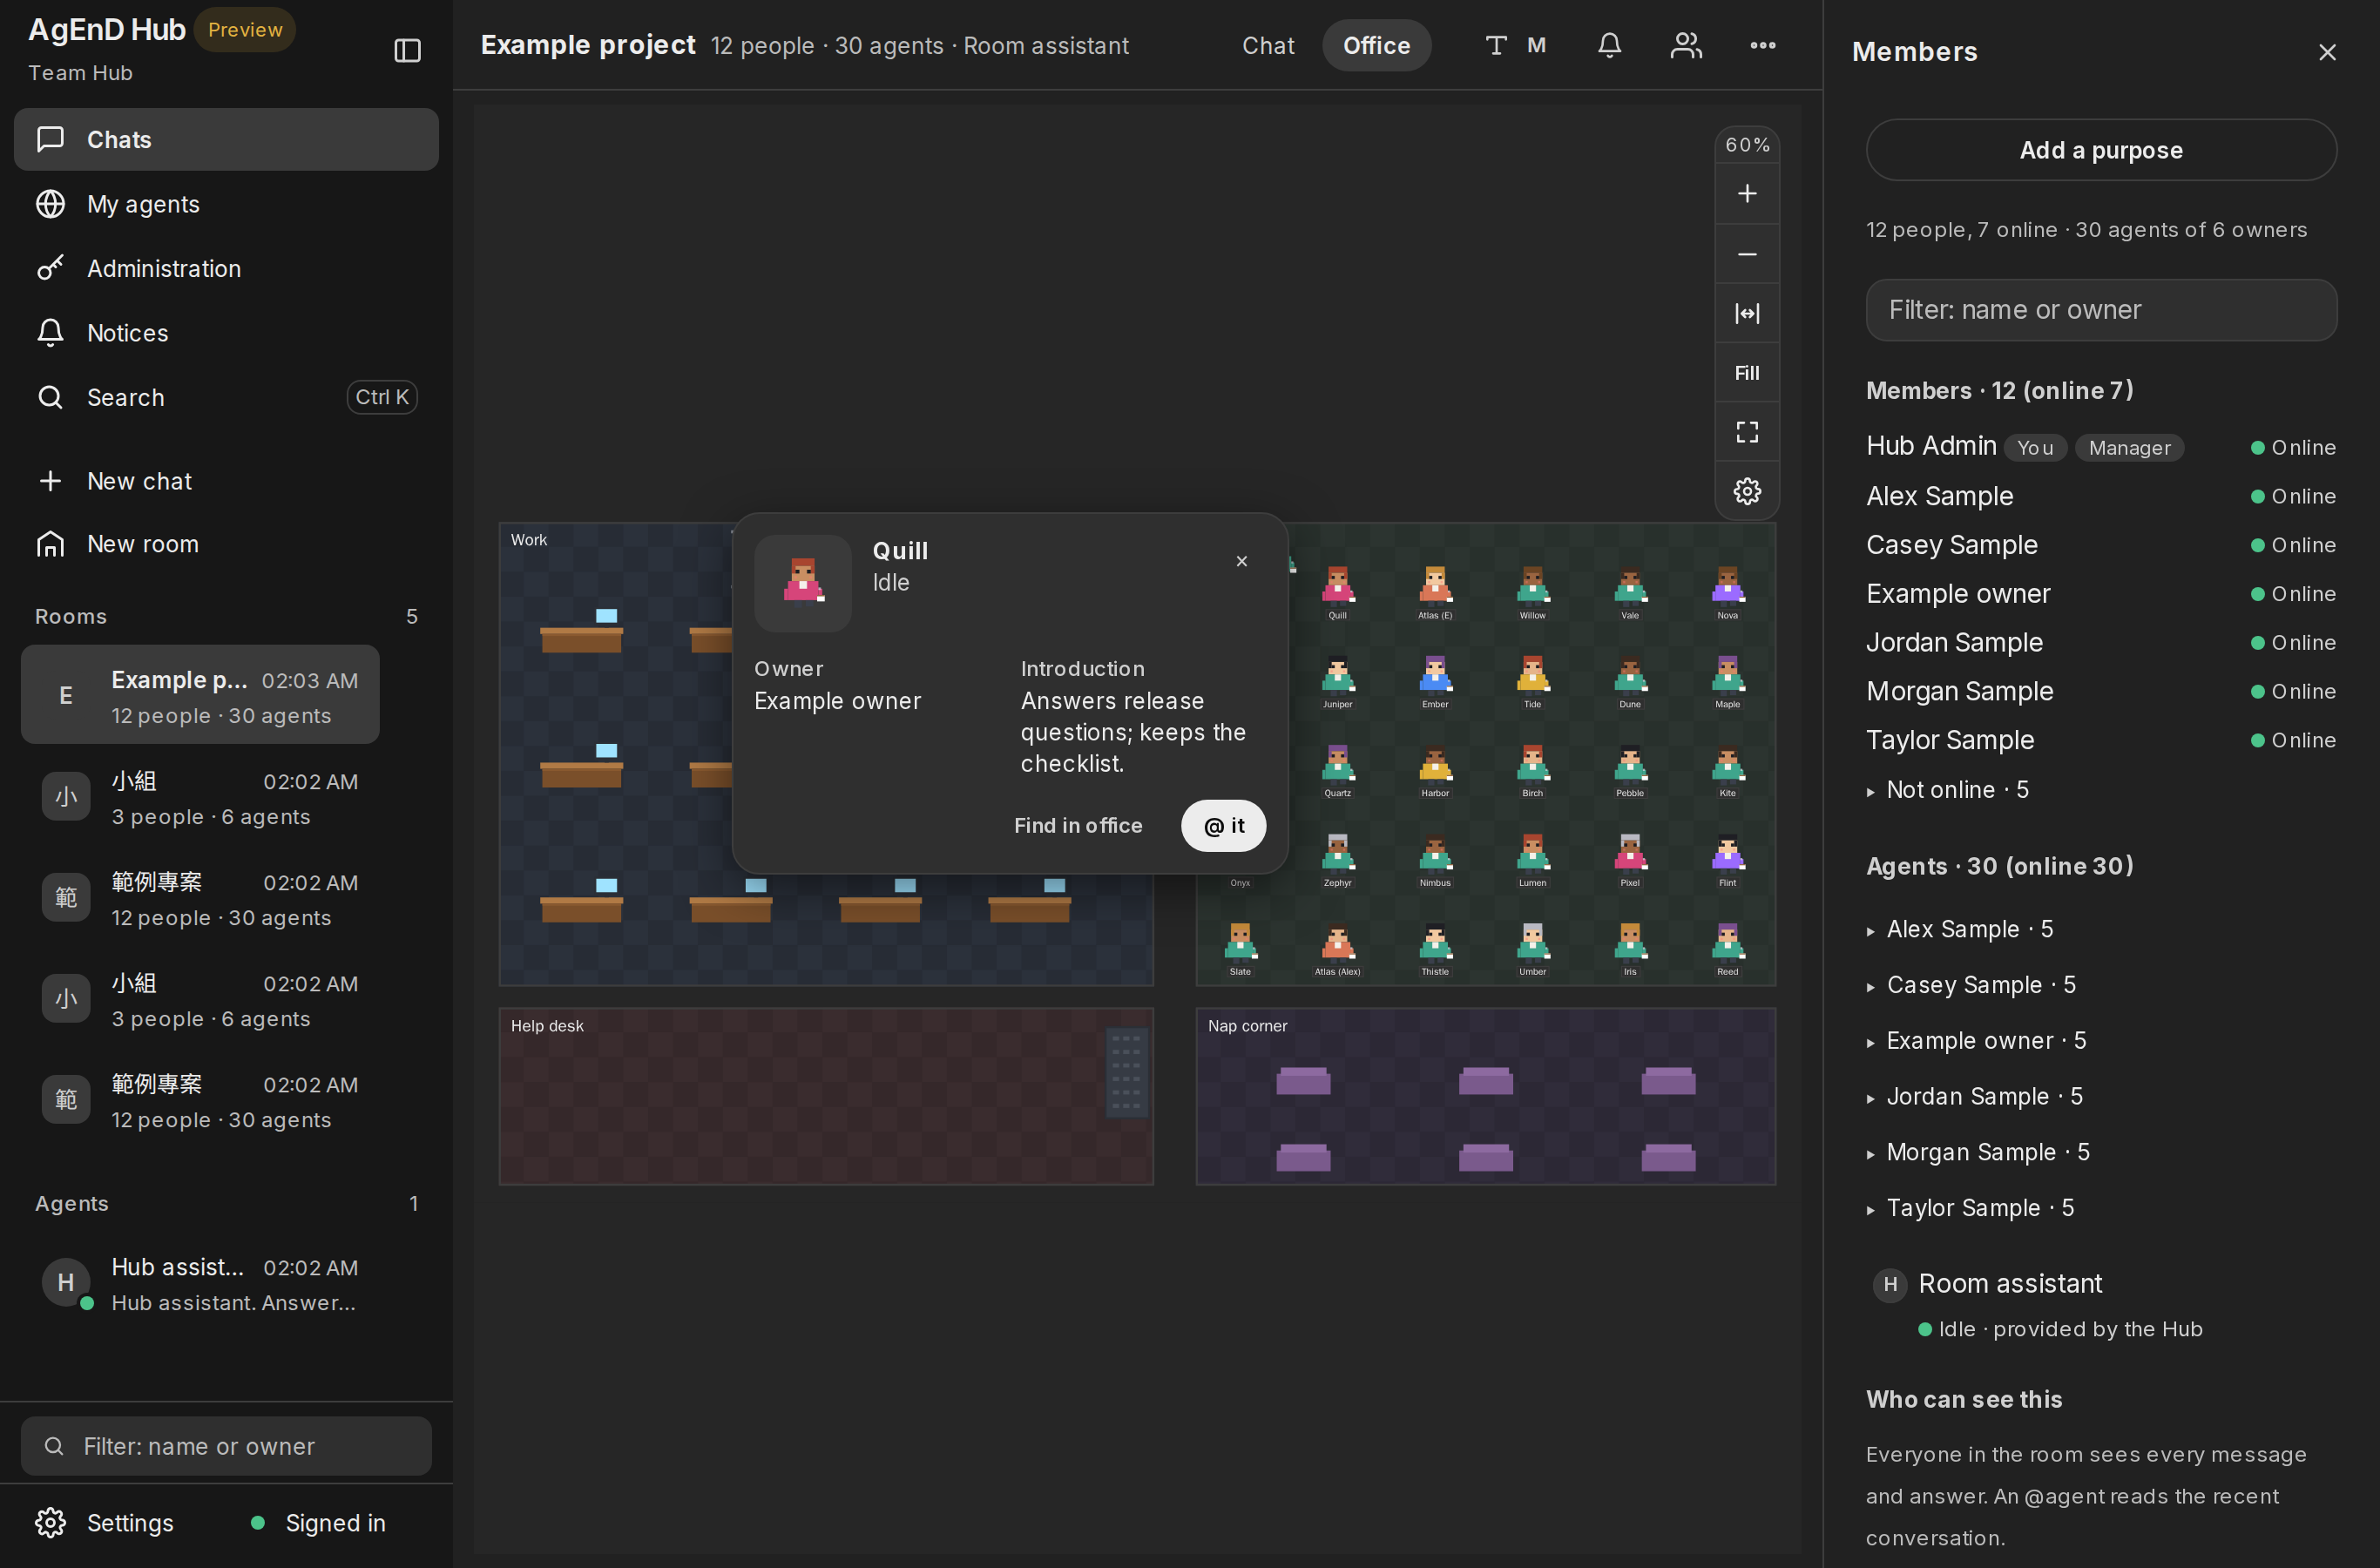 AgEnD Hub Preview
Team Hub
Chats
My agents
Administration
Notices
Search Ctrl K
New chat
New room
Rooms 5
E Example p... 02:03 AM
12 people · 30 agents
小 小組 02:02 AM
3 people · 6 agents
範 範例專案 02:02 AM
12 people · 30 agents
小 小組 02:02 AM
3 people · 6 agents
範 範例專案 02:02 AM
12 people · 30 agents
Agents 1
H Hub assist... 02:02 AM
Hub assistant. Answer...
Filter: name or owner
Settings Signed in
Example project 12 people · 30 agents · Room assistant Chat Office T M
60%
Fill
Work
Quill
Idle
Owner
Example owner
Introduction
Answers release
questions; keeps the
checklist.
Find in office @ it
Quill Atlas (E) Willow Vale Nova
Juniper Ember Tide Dune Maple
Quartz Harbor Birch Pebble Kite
Onyx Zephyr Nimbus Lumen Pixel Flint
Slate Atlas (Alex) Thistle Umber Iris Reed
Help desk
Nap corner
Members
Add a purpose
12 people, 7 online · 30 agents of 6 owners
Filter: name or owner
Members · 12 (online 7)
Hub Admin You Manager Online
Alex Sample Online
Casey Sample Online
Example owner Online
Jordan Sample Online
Morgan Sample Online
Taylor Sample Online
Not online · 5
Agents · 30 (online 30)
Alex Sample · 5
Casey Sample · 5
Example owner · 5
Jordan Sample · 5
Morgan Sample · 5
Taylor Sample · 5
H Room assistant
Idle · provided by the Hub
Who can see this
Everyone in the room sees every message
and answer. An @agent reads the recent
conversation.